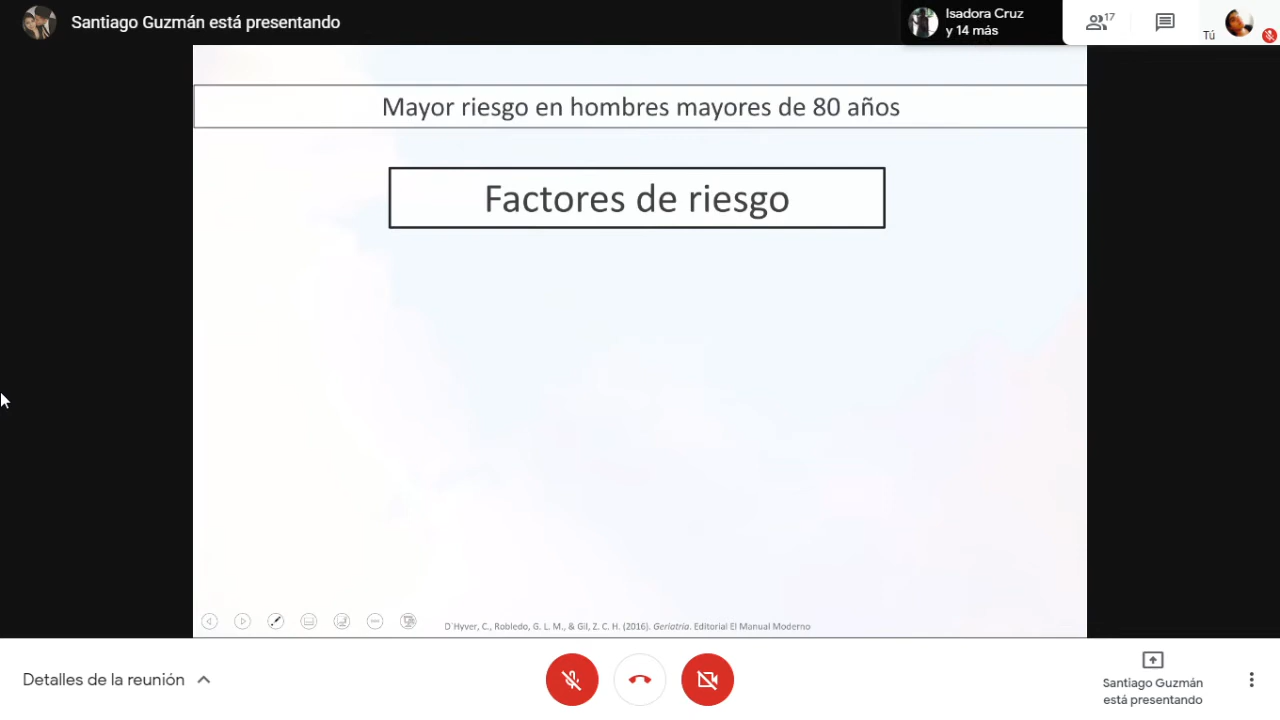 Santiago Guzmán está presentando
Isadora Cruz
y 14 más
17
Tú
Mayor riesgo en hombres mayores de 80 años
Factores de riesgo
D´Hyver, C., Robledo, G. L. M., & Gil, Z. C. H. (2016). Geriatría. Editorial El Manual Moderno
Detalles de la reunión
Santiago Guzmán
está presentando